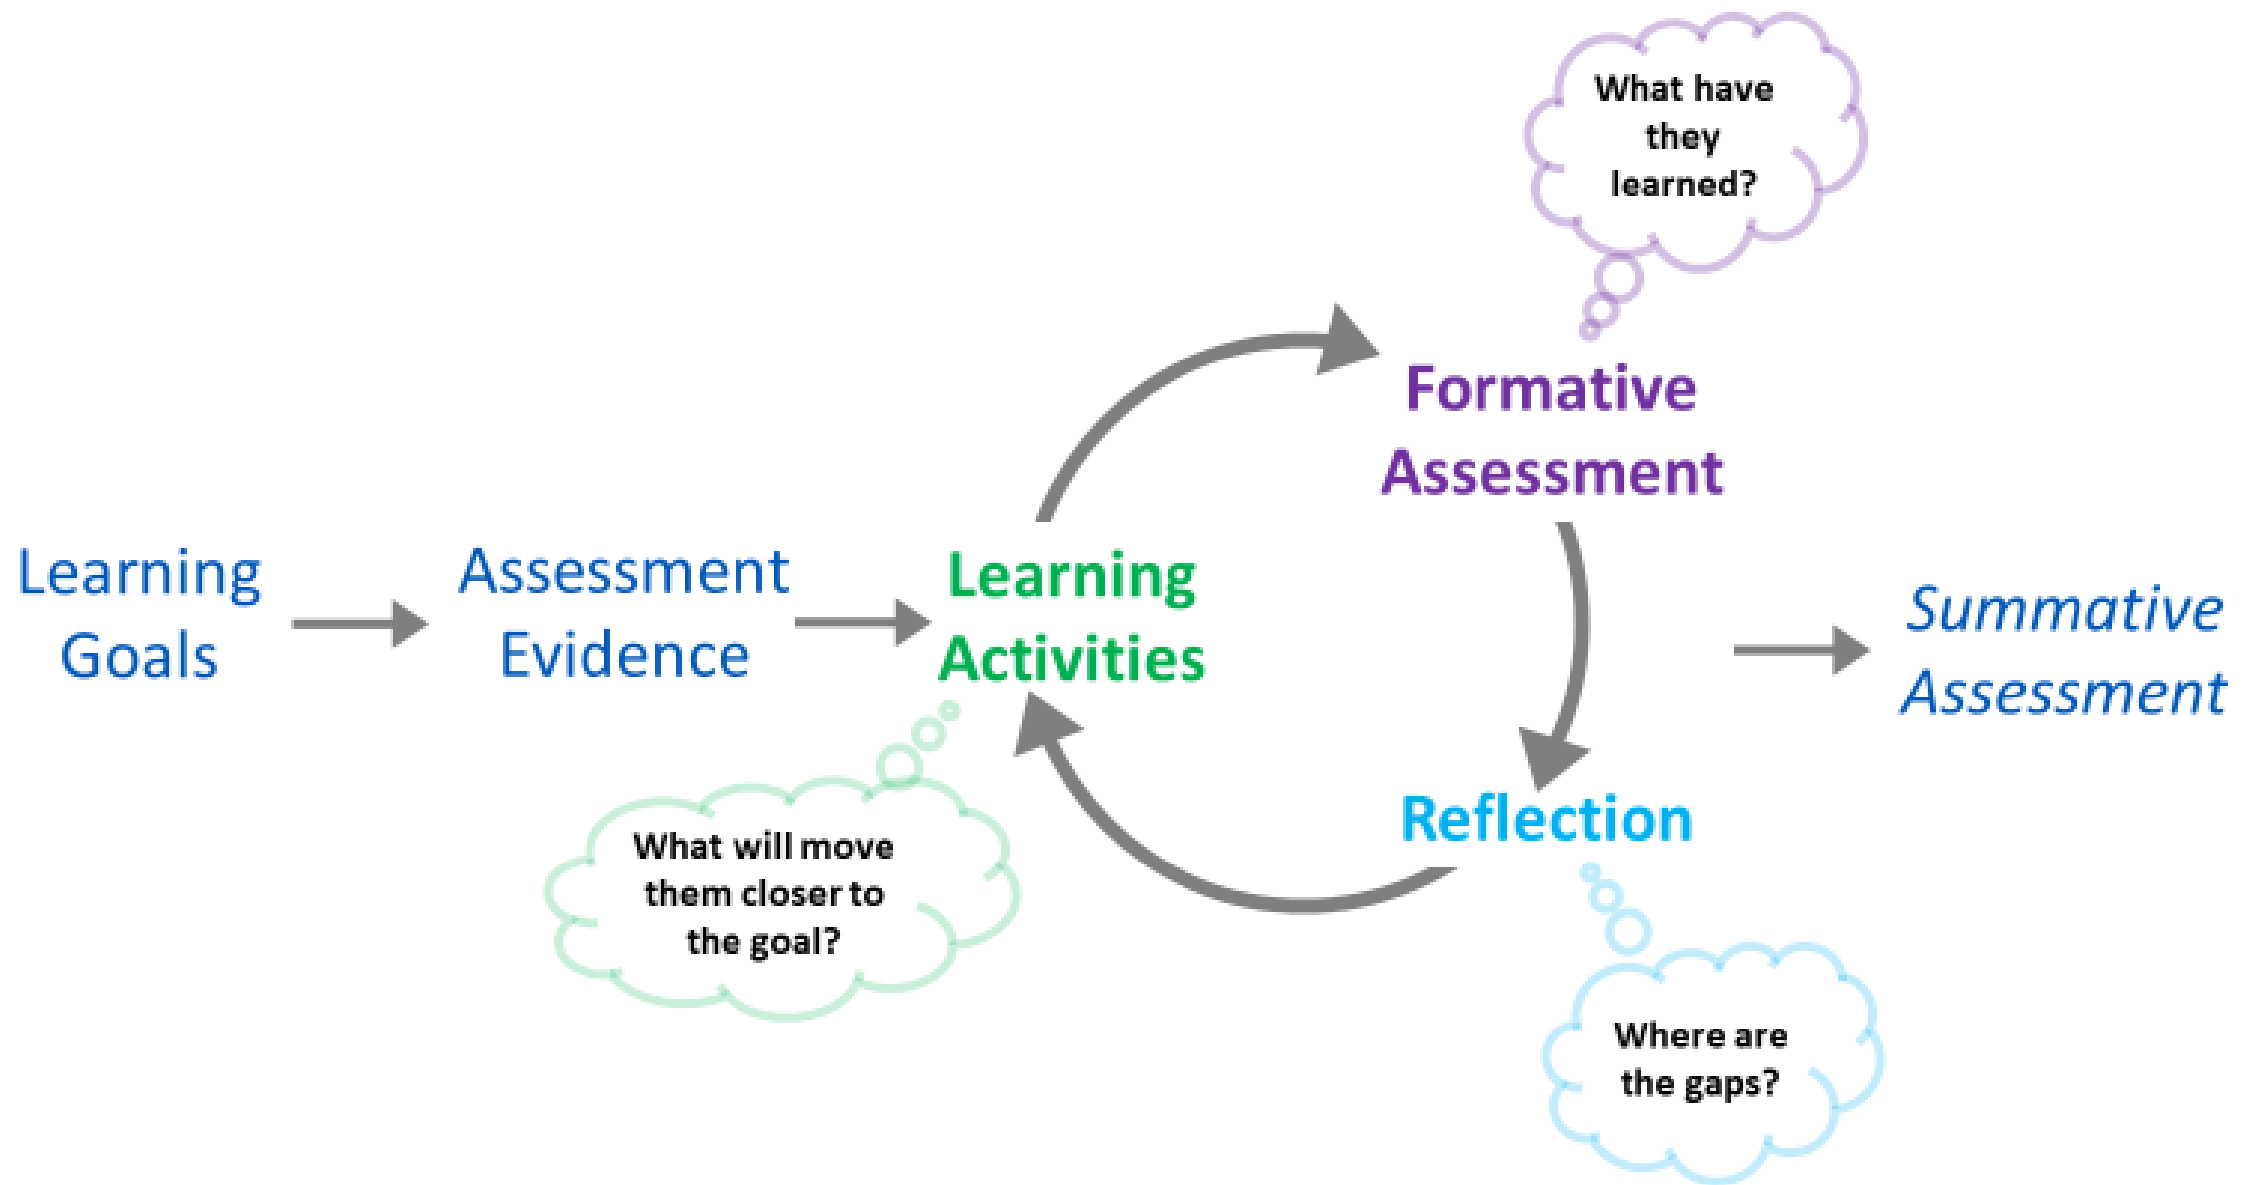 What have
they
learned?
Formative
Assessment
Learning
Goals
Assessment
Evidence
Learning
Activities
Summative
Assessment
Reflection
What will move
them closer to
the goal?
Where are
the gaps?